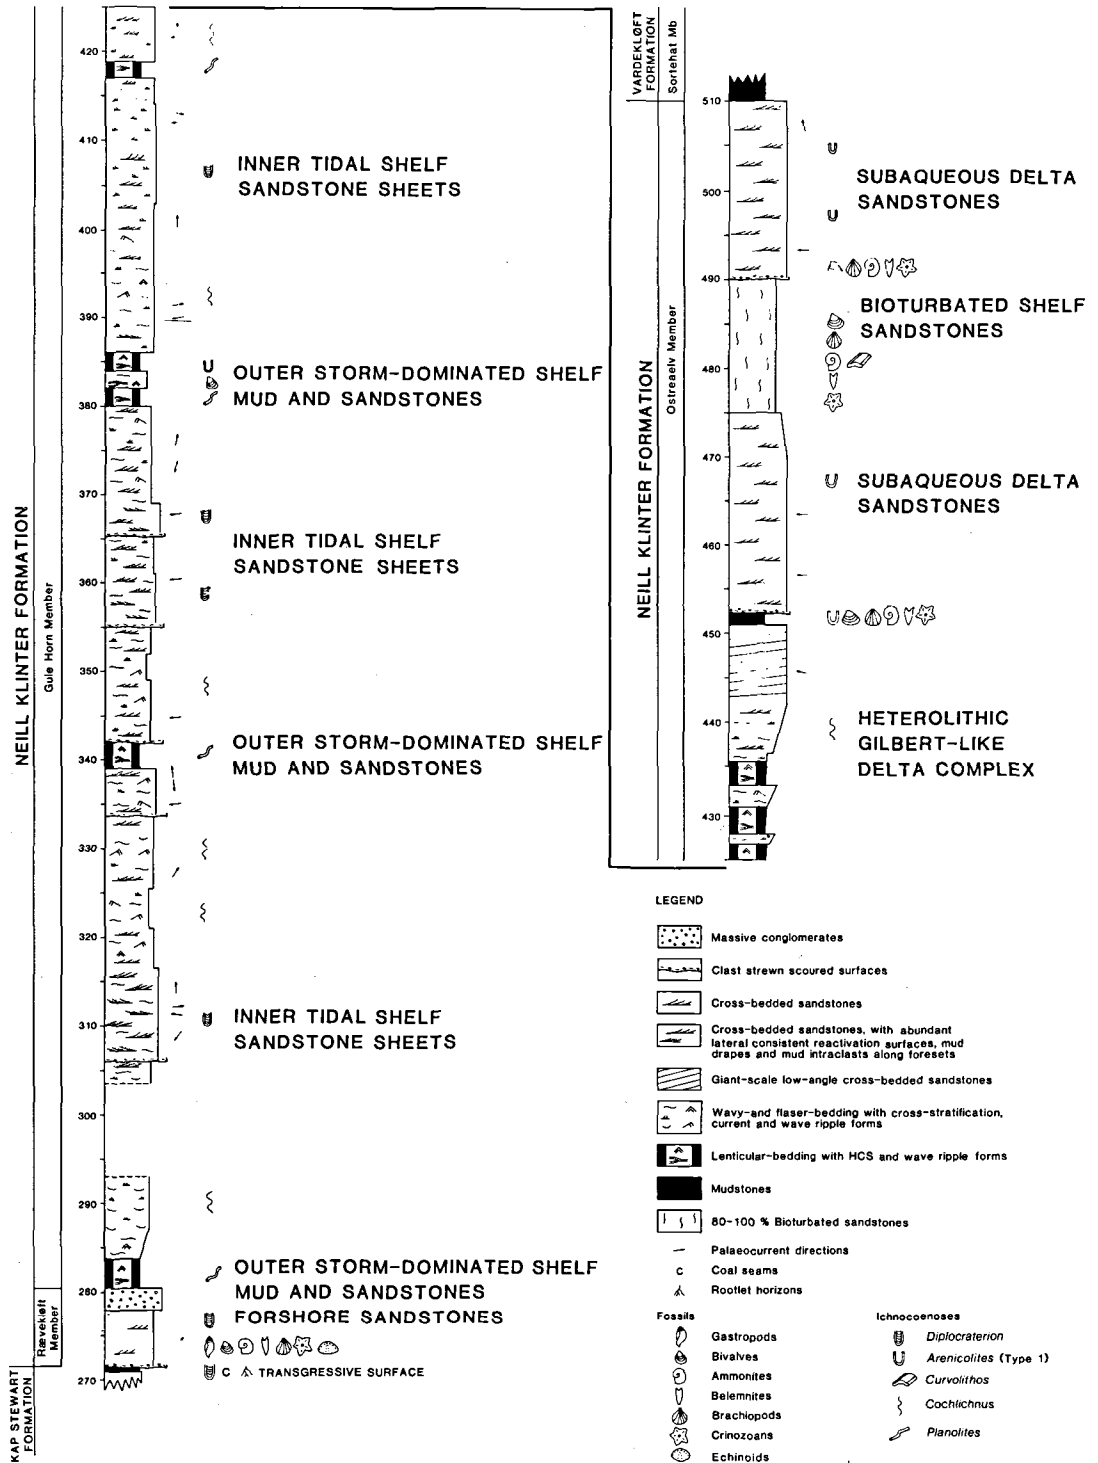 NEILL KLINTER FORMATION
KAP STEWART
FORMATION
Gule Horn Member
Rævekløft
Member
420
410
400
390
380
370
360
350
340
330
320
310
300
290
280
270
INNER TIDAL SHELF
SANDSTONE SHEETS
OUTER STORM-DOMINATED SHELF
MUD AND SANDSTONES
INNER TIDAL SHELF
SANDSTONE SHEETS
OUTER STORM-DOMINATED SHELF
MUD AND SANDSTONES
INNER TIDAL SHELF
SANDSTONE SHEETS
OUTER STORM-DOMINATED SHELF
MUD AND SANDSTONES
FORSHORE SANDSTONES
C TRANSGRESSIVE SURFACE
VARDEKLØFT
FORMATION
Sortehat Mb
NEILL KLINTER FORMATION
Ostreaelv Member
510
500
490
480
470
460
450
440
430
SUBAQUEOUS DELTA
SANDSTONES
BIOTURBATED SHELF
SANDSTONES
SUBAQUEOUS DELTA
SANDSTONES
HETEROLITHIC
GILBERT-LIKE
DELTA COMPLEX
LEGEND
Massive conglomerates
Clast strewn scoured surfaces
Cross-bedded sandstones
Cross-bedded sandstones, with abundant
lateral consistent reactivation surfaces, mud
drapes and mud intraclasts along foresets
Giant-scale low-angle cross-bedded sandstones
Wavy-and flaser-bedding with cross-stratification,
current and wave ripple forms
Lenticular-bedding with HCS and wave ripple forms
Mudstones
80-100 % Bioturbated sandstones
Palaeocurrent directions
C Coal seams
Rootlet horizons
Fossils
Gastropods
Bivalves
Ammonites
Belemnites
Brachiopods
Crinozoans
Echinoids
Ichnocoenoses
Diplocraterion
Arenicolites (Type 1)
Curvolithos
Cochlichnus
Planolites